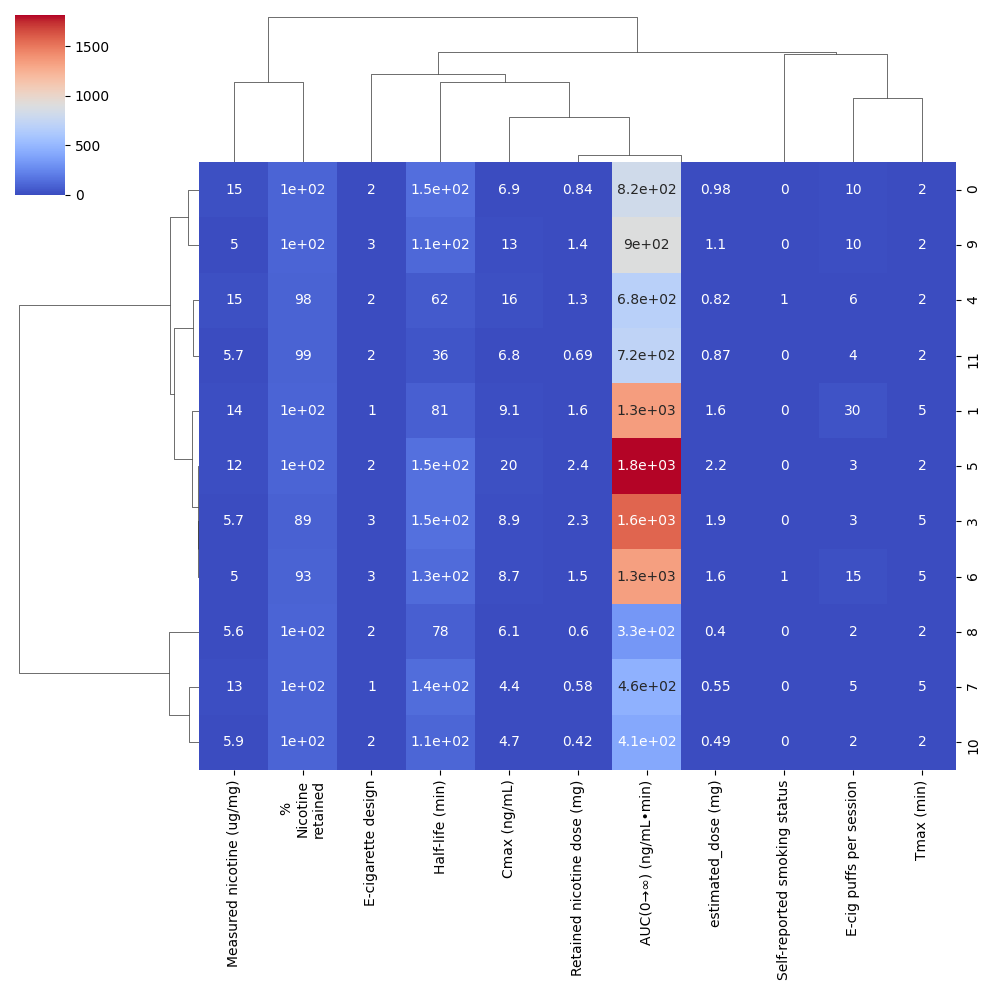 1500
1000
500
0
15 1e+02 2 1.5e+02 6.9 0.84 8.2e+02 0.98 0 10 2 0
5 1e+02 3 1.1e+02 13 1.4 9e+02 1.1 0 10 2 9
15 98 2 62 16 1.3 6.8e+02 0.82 1 6 2 4
5.7 99 2 36 6.8 0.69 7.2e+02 0.87 0 4 2 11
14 1e+02 1 81 9.1 1.6 1.3e+03 1.6 0 30 5 1
12 1e+02 2 1.5e+02 20 2.4 1.8e+03 2.2 0 3 2 5
5.7 89 3 1.5e+02 8.9 2.3 1.6e+03 1.9 0 3 5 3
5 93 3 1.3e+02 8.7 1.5 1.3e+03 1.6 1 15 5 6
5.6 1e+02 2 78 6.1 0.6 3.3e+02 0.4 0 2 2 8
13 1e+02 1 1.4e+02 4.4 0.58 4.6e+02 0.55 0 5 5 7
5.9 1e+02 2 1.1e+02 4.7 0.42 4.1e+02 0.49 0 2 2 10
Measured nicotine (ug/mg)
%
Nicotine
retained
E-cigarette design
Half-life (min)
Cmax (ng/mL)
Retained nicotine dose (mg)
AUC(0→∞) (ng/mL•min)
estimated_dose (mg)
Self-reported smoking status
E-cig puffs per session
Tmax (min)